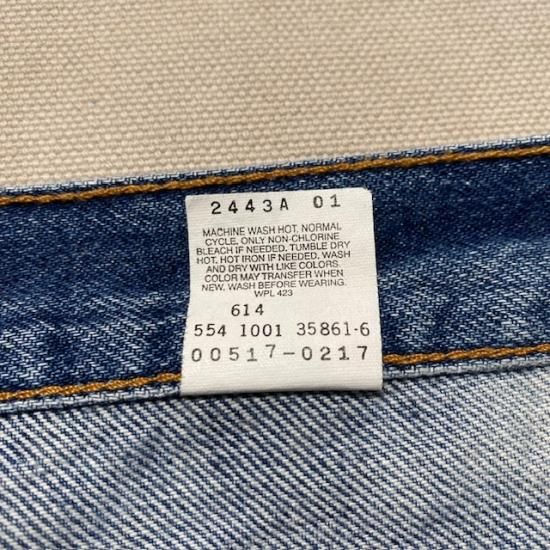 2443A 01
MACHINE WASH HOT, NORMAL
CYCLE, ONLY NON-CHLORINE
BLEACH IF NEEDED. TUMBLE DRY
HOT, HOT IRON IF NEEDED. WASH
AND DRY WITH LIKE COLORS.
COLOR MAY TRANSFER WHEN
NEW. WASH BEFORE WEARING.
WPL 423
614
554 1001 35861-6
00517-0217